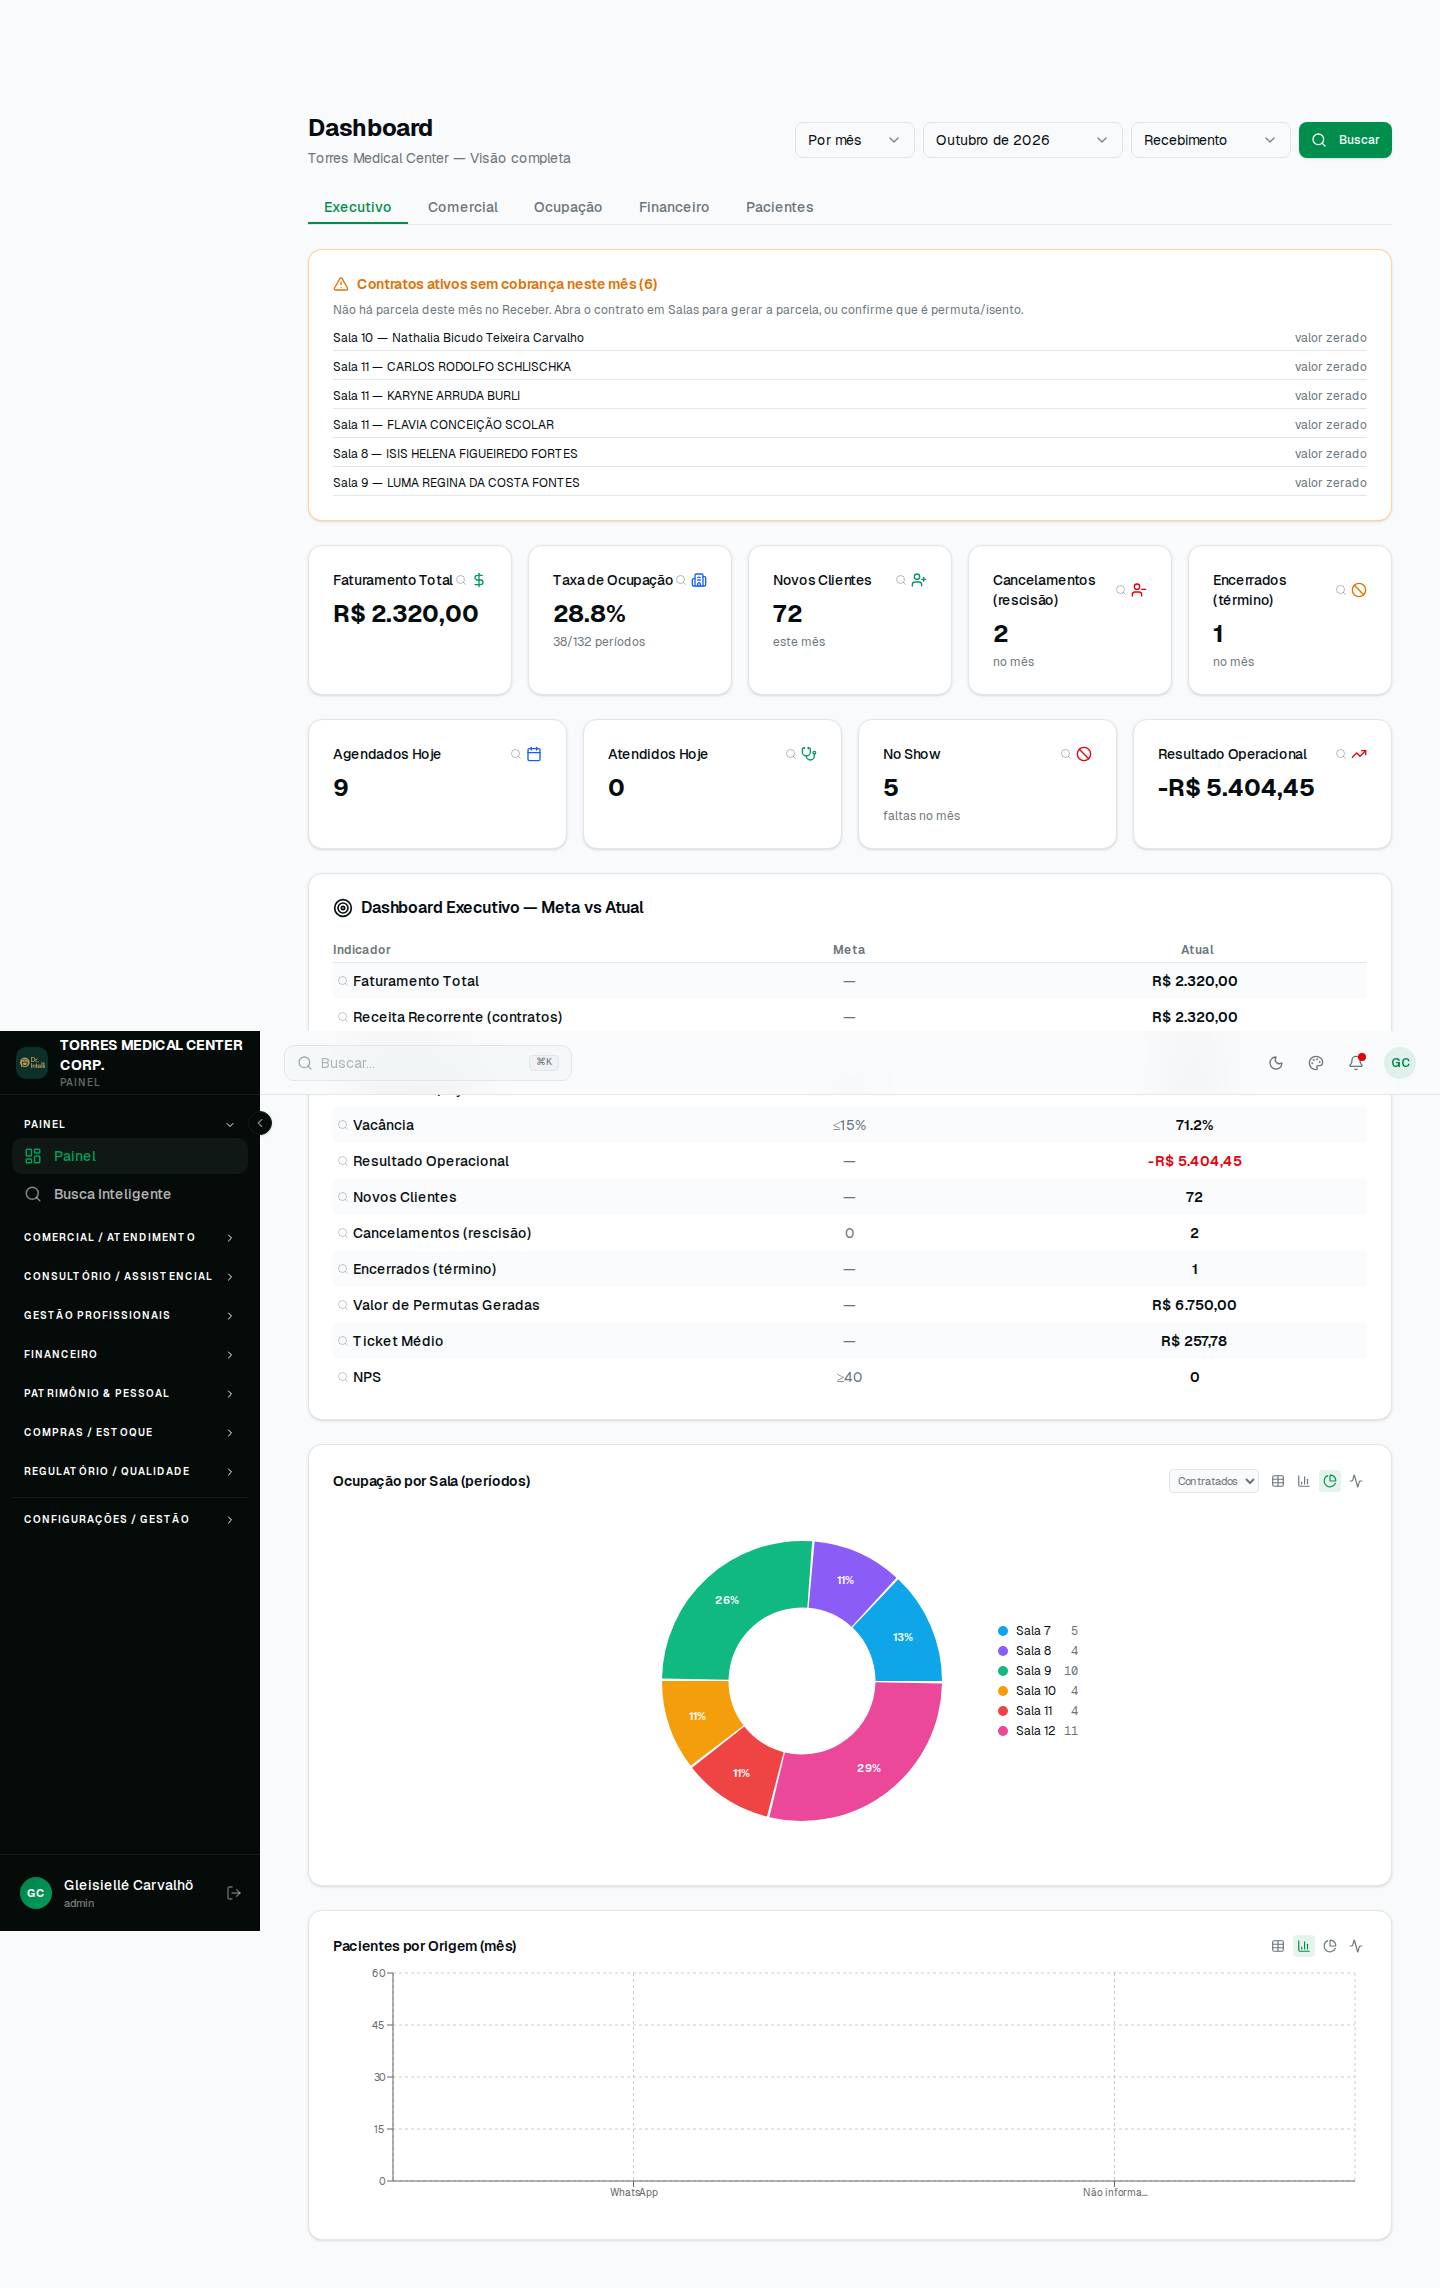 Dashboard
Torres Medical Center — Visão completa
Por mês
Outubro de 2026
Recebimento
Buscar
Executivo
Comercial
Ocupação
Financeiro
Pacientes
Contratos ativos sem cobrança neste mês (6)
Não há parcela deste mês no Receber. Abra o contrato em Salas para gerar a parcela, ou confirme que é permuta/isento.
Sala 10 — Nathalia Bicudo Teixeira Carvalho valor zerado
Sala 11 — CARLOS RODOLFO SCHLISCHKA valor zerado
Sala 11 — KARYNE ARRUDA BURLI valor zerado
Sala 11 — FLAVIA CONCEIÇÃO SCOLAR valor zerado
Sala 8 — ISIS HELENA FIGUEIREDO FORTES valor zerado
Sala 9 — LUMA REGINA DA COSTA FONTES valor zerado
Faturamento Total
R$ 2.320,00
Taxa de Ocupação
28.8%
38/132 períodos
Novos Clientes
72
este mês
Cancelamentos
(rescisão)
2
no mês
Encerrados
(término)
1
no mês
Agendados Hoje
9
Atendidos Hoje
0
No Show
5
faltas no mês
Resultado Operacional
-R$ 5.404,45
Dashboard Executivo — Meta vs Atual
Indicador Meta Atual
Faturamento Total — R$ 2.320,00
Receita Recorrente (contratos) — R$ 2.320,00
TORRES MEDICAL CENTER
CORP.
PAINEL
Buscar...
⌘K
GC
Vacância ≤15% 71.2%
Resultado Operacional — -R$ 5.404,45
Novos Clientes — 72
Cancelamentos (rescisão) 0 2
Encerrados (término) — 1
Valor de Permutas Geradas — R$ 6.750,00
Ticket Médio — R$ 257,78
NPS ≥40 0
PAINEL
Painel
Busca Inteligente
COMERCIAL / ATENDIMENTO
CONSULTÓRIO / ASSISTENCIAL
GESTÃO PROFISSIONAIS
FINANCEIRO
PATRIMÔNIO & PESSOAL
COMPRAS / ESTOQUE
REGULATÓRIO / QUALIDADE
CONFIGURAÇÕES / GESTÃO
GC
Gleisiellé Carvalhö
admin
Ocupação por Sala (períodos)
Contratados
11%
26%
13%
11%
11%
29%
Sala 7 5
Sala 8 4
Sala 9 10
Sala 10 4
Sala 11 4
Sala 12 11
Pacientes por Origem (mês)
60
45
30
15
0
WhatsApp
Não informa...